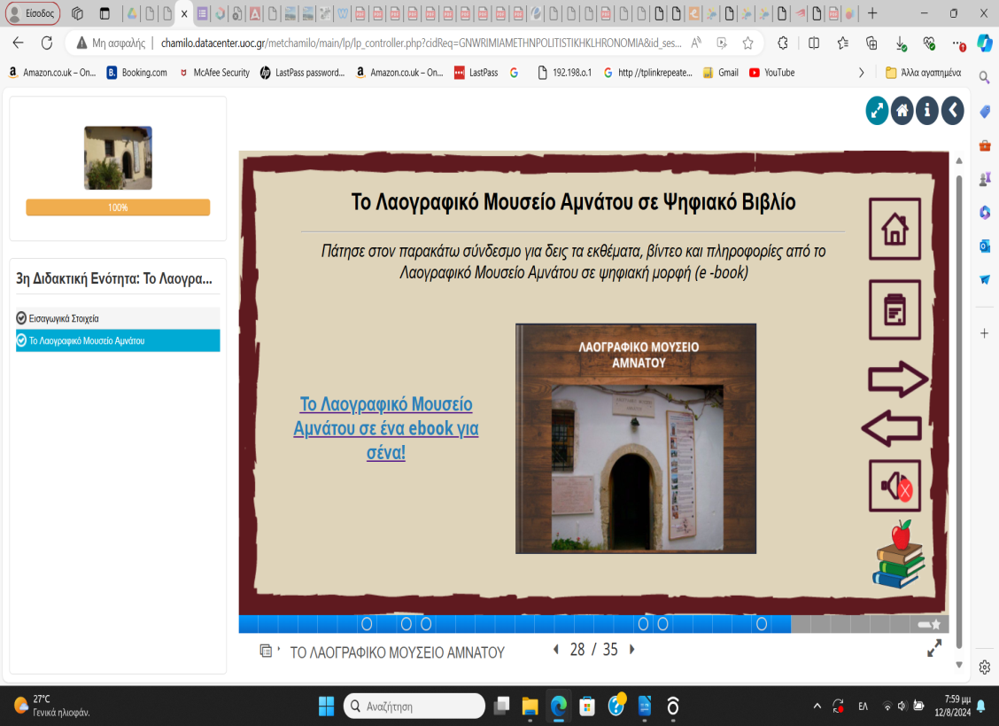 Είσοδος
Μη ασφαλής
chamilo.datacenter.uoc.gr/metchamilo/main/lp/lp_controller.php?cidReq=GNWRIMIAMETHNPOLITISTIKHKLHRONOMIA&id_ses...
Amazon.co.uk – On...
Booking.com
McAfee Security
LastPass password...
Amazon.co.uk – On...
LastPass
192.198.o.1
http://tplinkrepeate...
Gmail
YouTube
Άλλα αγαπημένα
100%
3η Διδακτική Ενότητα: Το Λαογρα...
Εισαγωγικά Στοιχεία
Το Λαογραφικό Μουσείο Αμνάτου
Το Λαογραφικό Μουσείο Αμνάτου σε Ψηφιακό Βιβλίο
Πάτησε στον παρακάτω σύνδεσμο για δεις τα εκθέματα, βίντεο και πληροφορίες από το
Λαογραφικό Μουσείο Αμνάτου σε ψηφιακή μορφή (e -book)
ΛΑΟΓΡΑΦΙΚΟ ΜΟΥΣΕΙΟ
ΑΜΝΑΤΟΥ
Το Λαογραφικό Μουσείο
Αμνάτου σε ένα ebook για
σένα!
ΤΟ ΛΑΟΓΡΑΦΙΚΟ ΜΟΥΣΕΙΟ ΑΜΝΑΤΟΥ
28 / 35
27°C
Γενικά ηλιοφάν.
Αναζήτηση
ΕΛ
7:59 μμ
12/8/2024